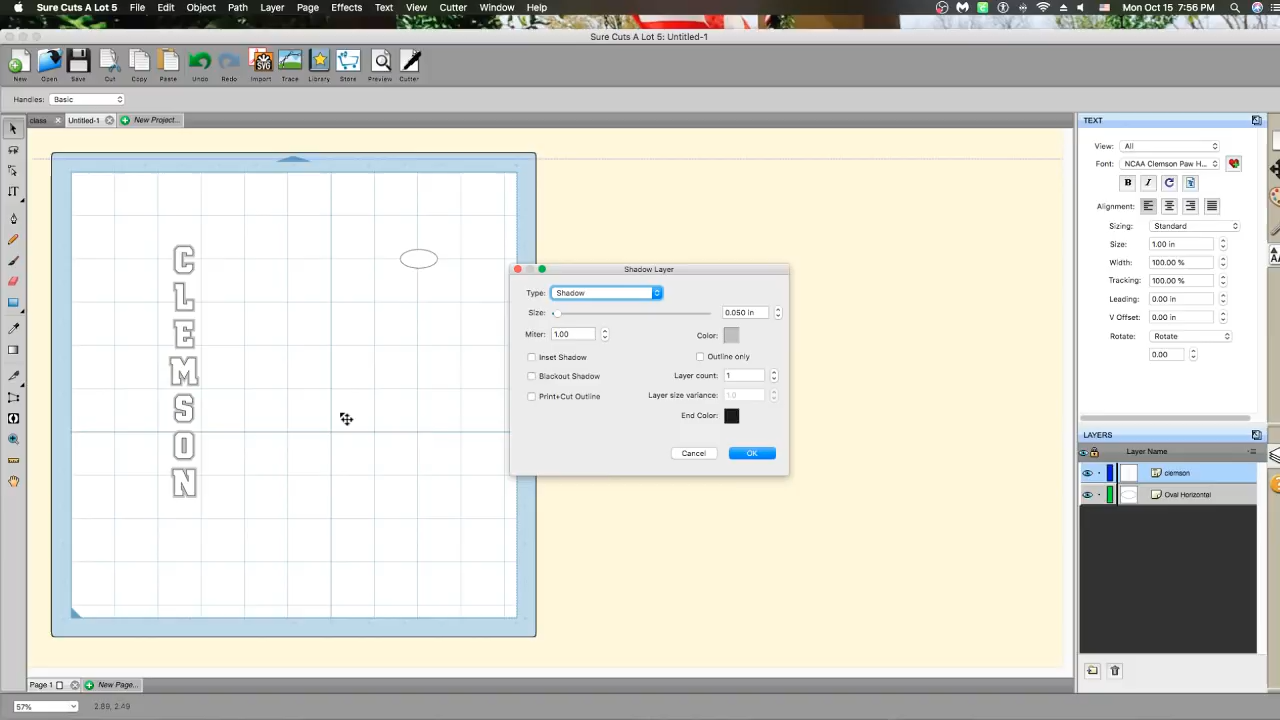 Sure Cuts A Lot 5 File Edit Object Path Layer Page Effects Text View Cutter Window Help Mon Oct 15 7:56 PM
Sure Cuts A Lot 5: Untitled-1
New Open Save Cut Copy Paste Undo Redo Import Trace Library Store Preview Cutter
SVG
Handles: Basic
class Untitled-1 New Project...
CLEMSON
Shadow Layer
Type: Shadow
Size: 0.050 in
Miter: 1.00 Color:
Inset Shadow Outline only
Blackout Shadow Layer count: 1
Print+Cut Outline Layer size variance: 1.0
End Color:
Cancel OK
TEXT
View: All
Font: NCAA Clemson Paw H...
B I
Alignment:
Sizing: Standard
Size: 1.00 in
Width: 100.00 %
Tracking: 100.00 %
Leading: 0.00 in
V Offset: 0.00 in
Rotate: Rotate
0.00
LAYERS
Layer Name
clemson
Oval Horizontal
Page 1 New Page...
57% 2.89, 2.49